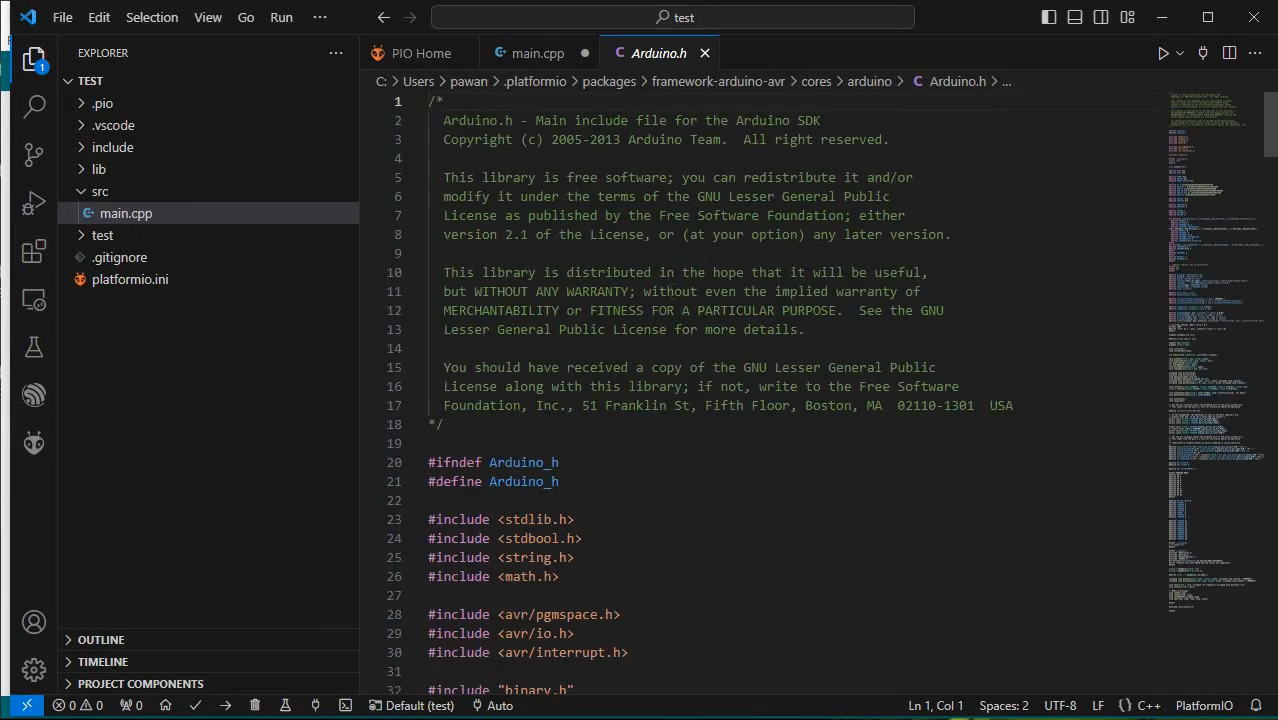 File Edit Selection View Go Run ··· test
EXPLORER ···
PIO Home main.cpp Arduino.h
TEST
C: > Users > pawan > .platformio > packages > framework-arduino-avr > cores > arduino > Arduino.h > ...
.pio
.vscode
include
lib
src
main.cpp
test
.gitignore
platformio.ini
1
OUTLINE
TIMELINE
PROJECT COMPONENTS
1 /*
2 Arduino.h - Main include file for the Arduino SDK
3 Copyright (c) 2005-2013 Arduino Team.  All right reserved.
4
5 This library is free software; you can redistribute it and/or
6 modify it under the terms of the GNU Lesser General Public
7 License as published by the Free Software Foundation; either
8 version 2.1 of the License, or (at your option) any later version.
9
10 This library is distributed in the hope that it will be useful,
11 but WITHOUT ANY WARRANTY; without even the implied warranty of
12 MERCHANTABILITY or FITNESS FOR A PARTICULAR PURPOSE.  See the GNU
13 Lesser General Public License for more details.
14
15 You should have received a copy of the GNU Lesser General Public
16 License along with this library; if not, write to the Free Software
17 Foundation, Inc., 51 Franklin St, Fifth Floor, Boston, MA  02110-1301  USA
18 */
19
20 #ifndef Arduino_h
21 #define Arduino_h
22
23 #include <stdlib.h>
24 #include <stdbool.h>
25 #include <string.h>
26 #include <math.h>
27
28 #include <avr/pgmspace.h>
29 #include <avr/io.h>
30 #include <avr/interrupt.h>
31
32 #include "binary.h"
0 0 0 Default (test) Auto Ln 1, Col 1 Spaces: 2 UTF-8 LF {} C++ PlatformIO